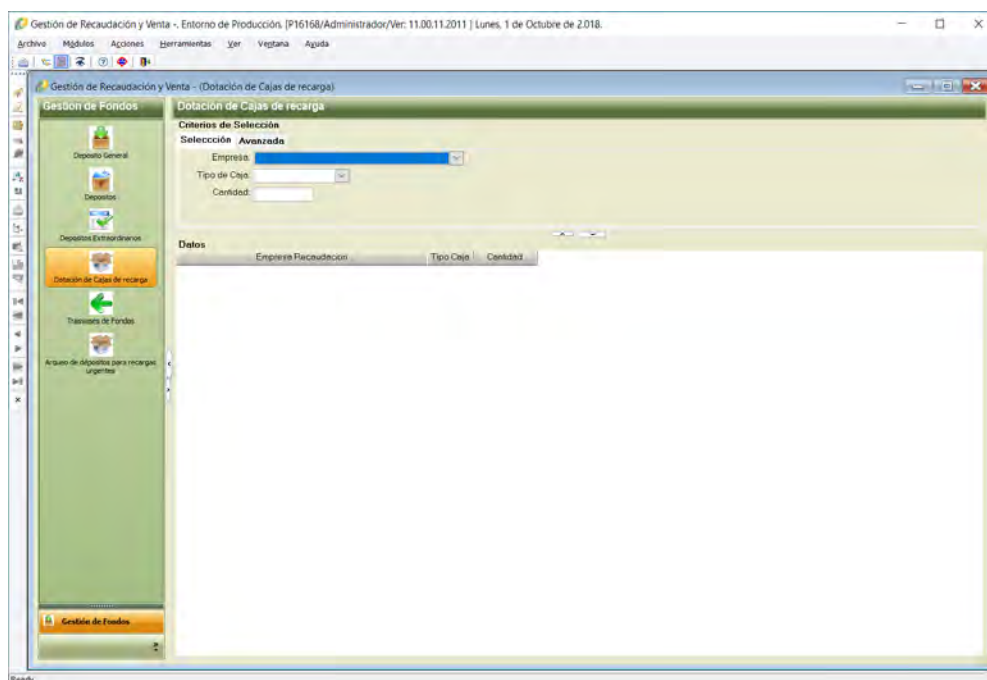 Gestión de Recaudación y Venta -. Entorno de Producción. [P16168/Administrador/Ver: 11.00.11.2011 ] Lunes, 1 de Octubre de 2.018.
Archivo Módulos Acciones Herramientas Ver Ventana Ayuda
Gestión de Recaudación y Venta - (Dotación de Cajas de recarga)
Gestión de Fondos
Dotación de Cajas de recarga
Criterios de Selección
Seleccción Avanzada
Empresa:
Tipo de Caja:
Cantidad:
Deposito General
Depositos
Depositos Extraordinarios
Dotación de Cajas de recarga
Trasvases de Fondos
Arqueo de dépositos para recargas
urgentes
Datos
Empresa Recaudacion Tipo Caja Cantidad
Gestión de Fondos
Ready